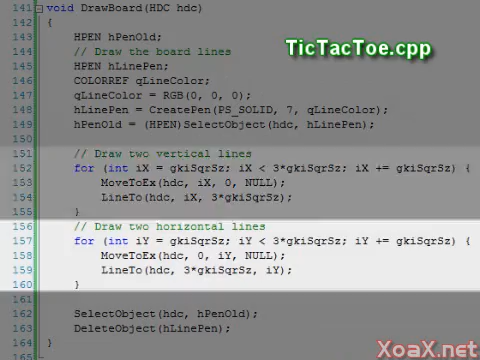 TicTacToe.cpp
141 void DrawBoard(HDC hdc)
142 {
143 HPEN hPenOld;
144 // Draw the board lines
145 HPEN hLinePen;
146 COLORREF qLineColor;
147 qLineColor = RGB(0, 0, 0);
148 hLinePen = CreatePen(PS_SOLID, 7, qLineColor);
149 hPenOld = (HPEN)SelectObject(hdc, hLinePen);
150
151 // Draw two vertical lines
152 for (int iX = gkiSqrSz; iX < 3*gkiSqrSz; iX += gkiSqrSz) {
153 MoveToEx(hdc, iX, 0, NULL);
154 LineTo(hdc, iX, 3*gkiSqrSz);
155 }
156 // Draw two horizontal lines
157 for (int iY = gkiSqrSz; iY < 3*gkiSqrSz; iY += gkiSqrSz) {
158 MoveToEx(hdc, 0, iY, NULL);
159 LineTo(hdc, 3*gkiSqrSz, iY);
160 }
161
162 SelectObject(hdc, hPenOld);
163 DeleteObject(hLinePen);
164 }
165
XoaX.net